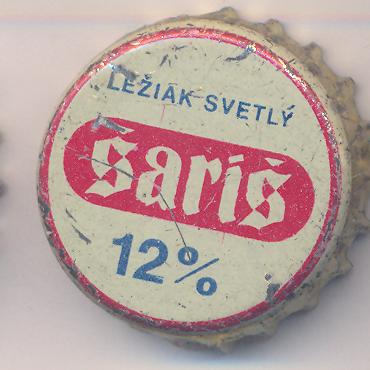 LEŽIAK SVETLÝ
šariš
12%